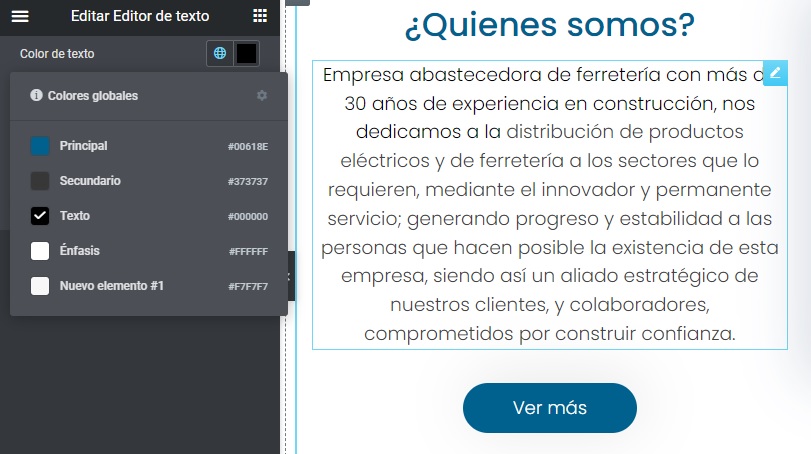 Editar Editor de texto
Color de texto
Colores globales
Principal #00618E
Secundario #373737
Texto #000000
Énfasis #FFFFFF
Nuevo elemento #1 #F7F7F7
¿Quienes somos?
Empresa abastecedora de ferretería con más
30 años de experiencia en construcción, nos
dedicamos a la distribución de productos
eléctricos y de ferretería a los sectores que lo
requieren, mediante el innovador y permanente
servicio; generando progreso y estabilidad a las
personas que hacen posible la existencia de esta
empresa, siendo así un aliado estratégico de
nuestros clientes, y colaboradores,
comprometidos por construir confianza.
Ver más